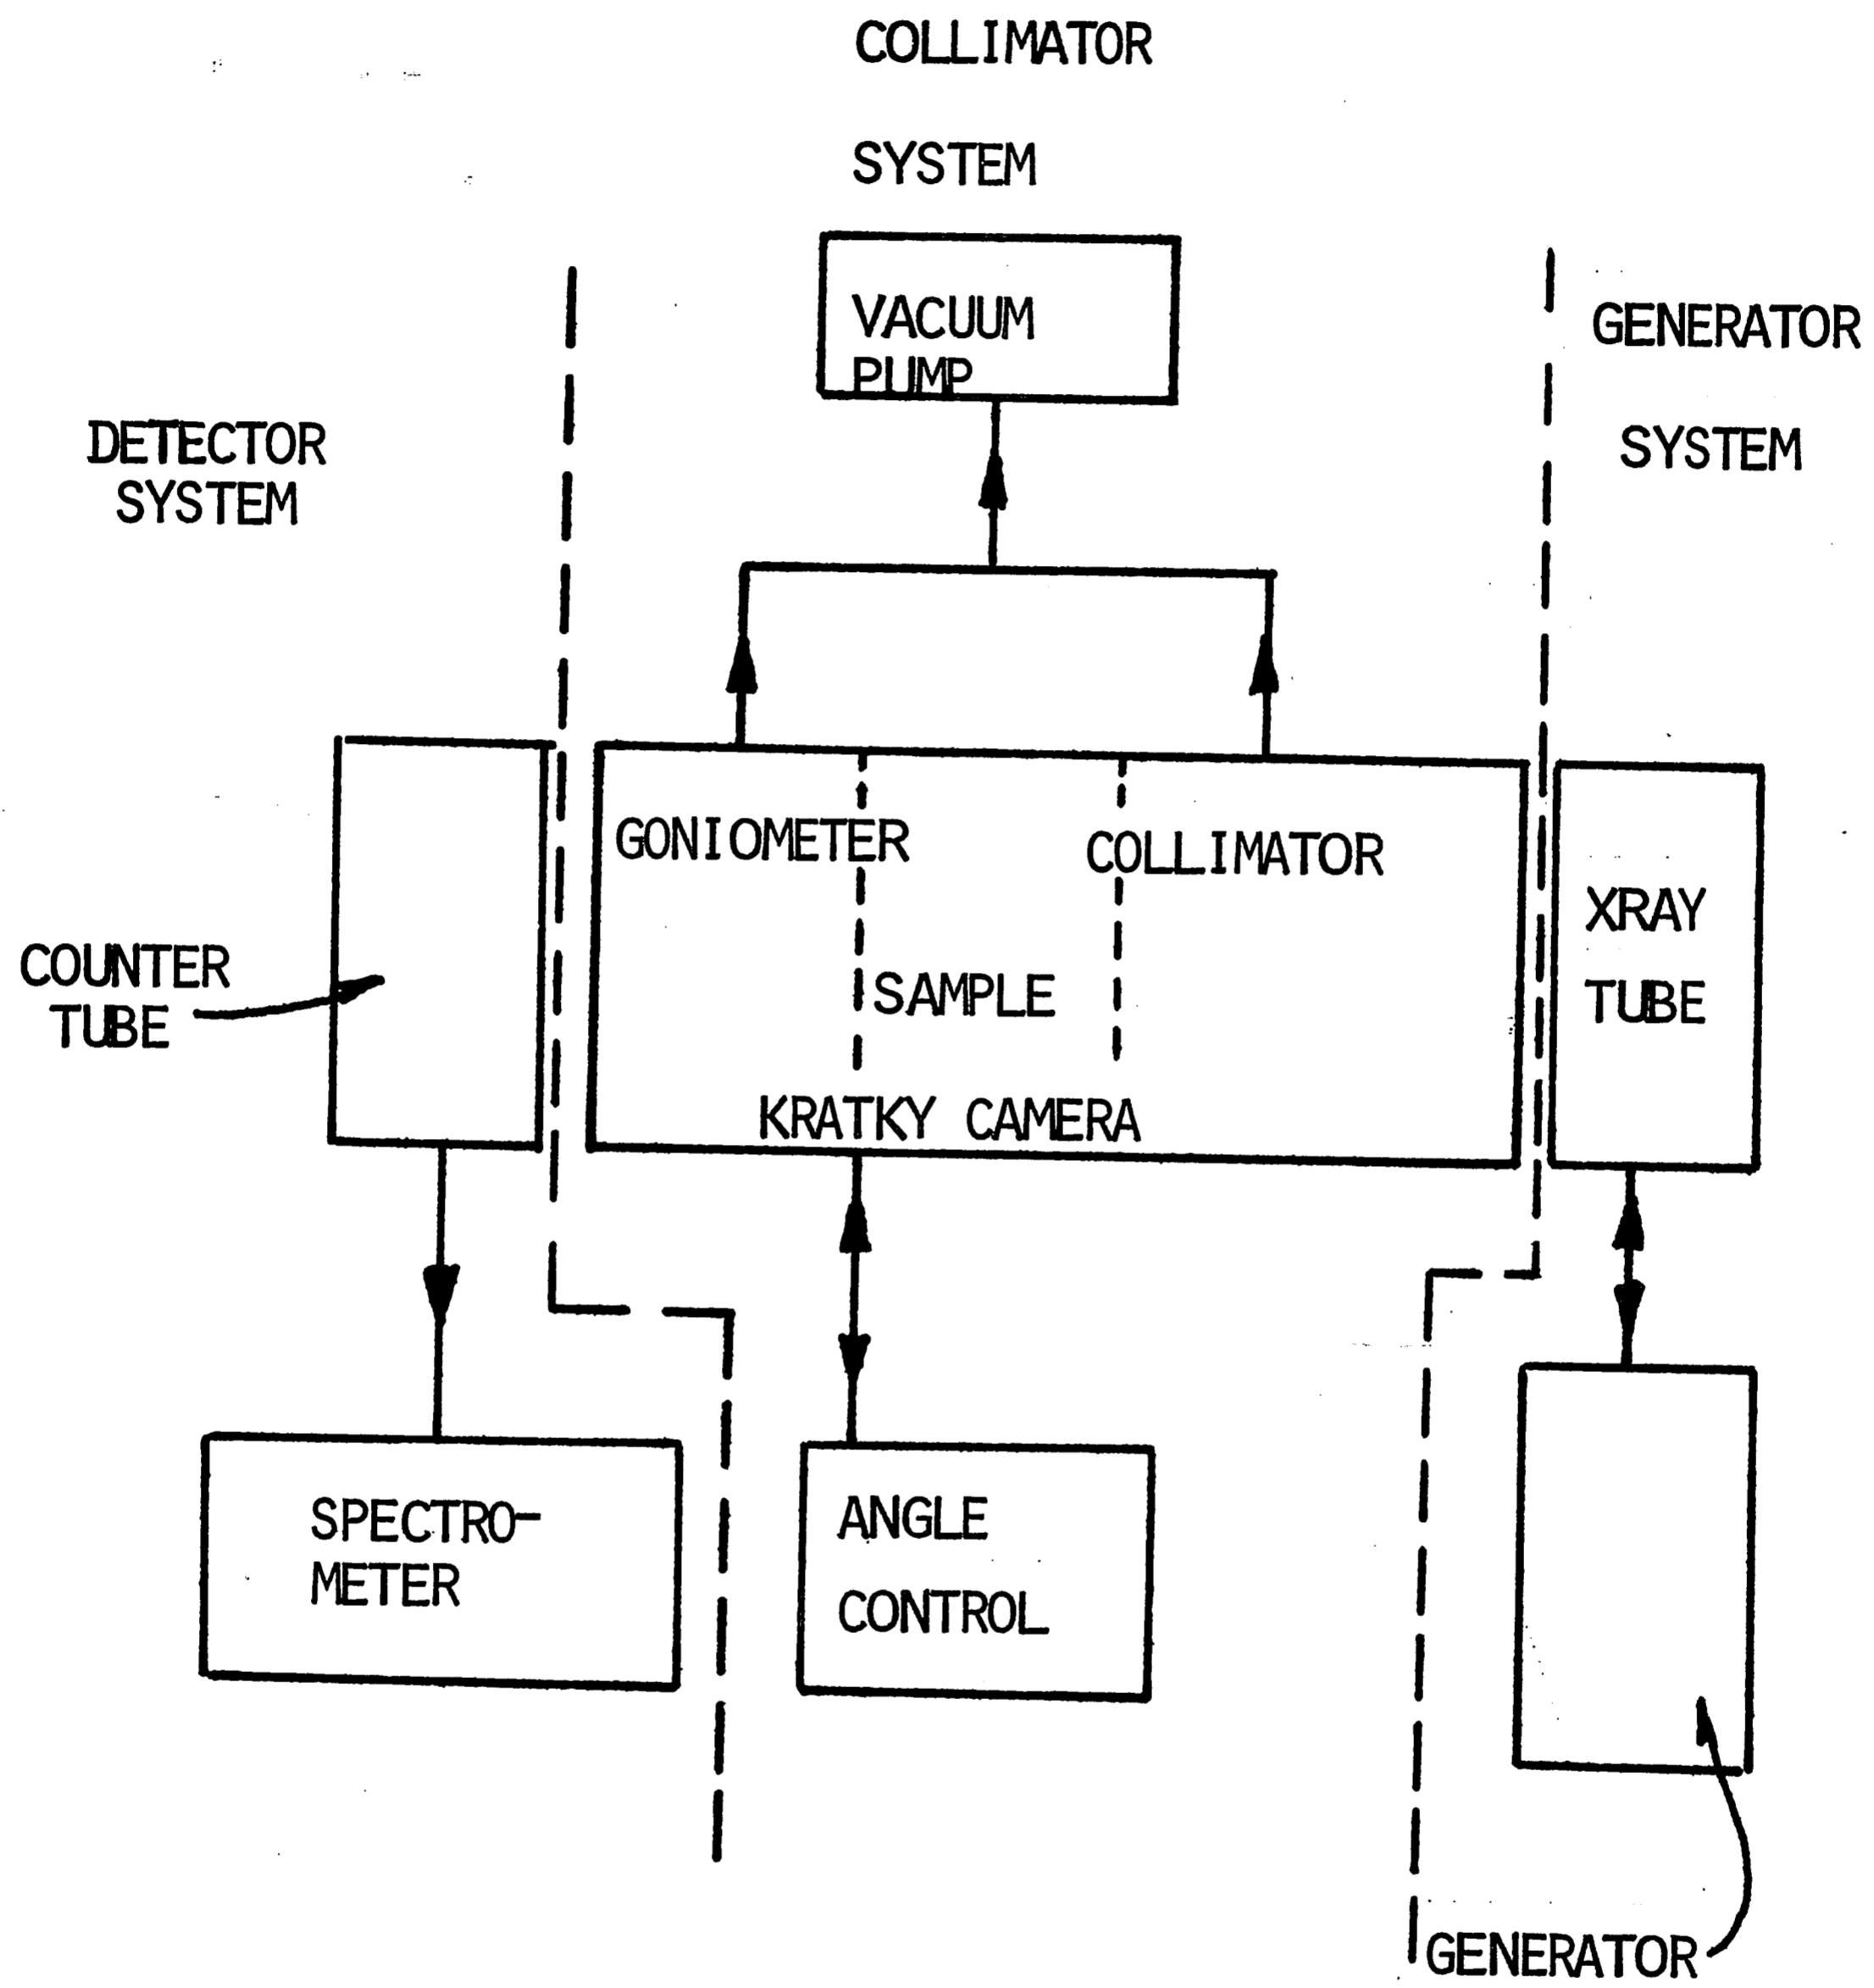 COLLIMATOR
SYSTEM
VACUUM
PUMP
GENERATOR
SYSTEM
DETECTOR
SYSTEM
GONIOMETER
COLLIMATOR
SAMPLE
KRATKY CAMERA
XRAY
TUBE
COUNTER
TUBE
SPECTRO-
METER
ANGLE
CONTROL
GENERATOR